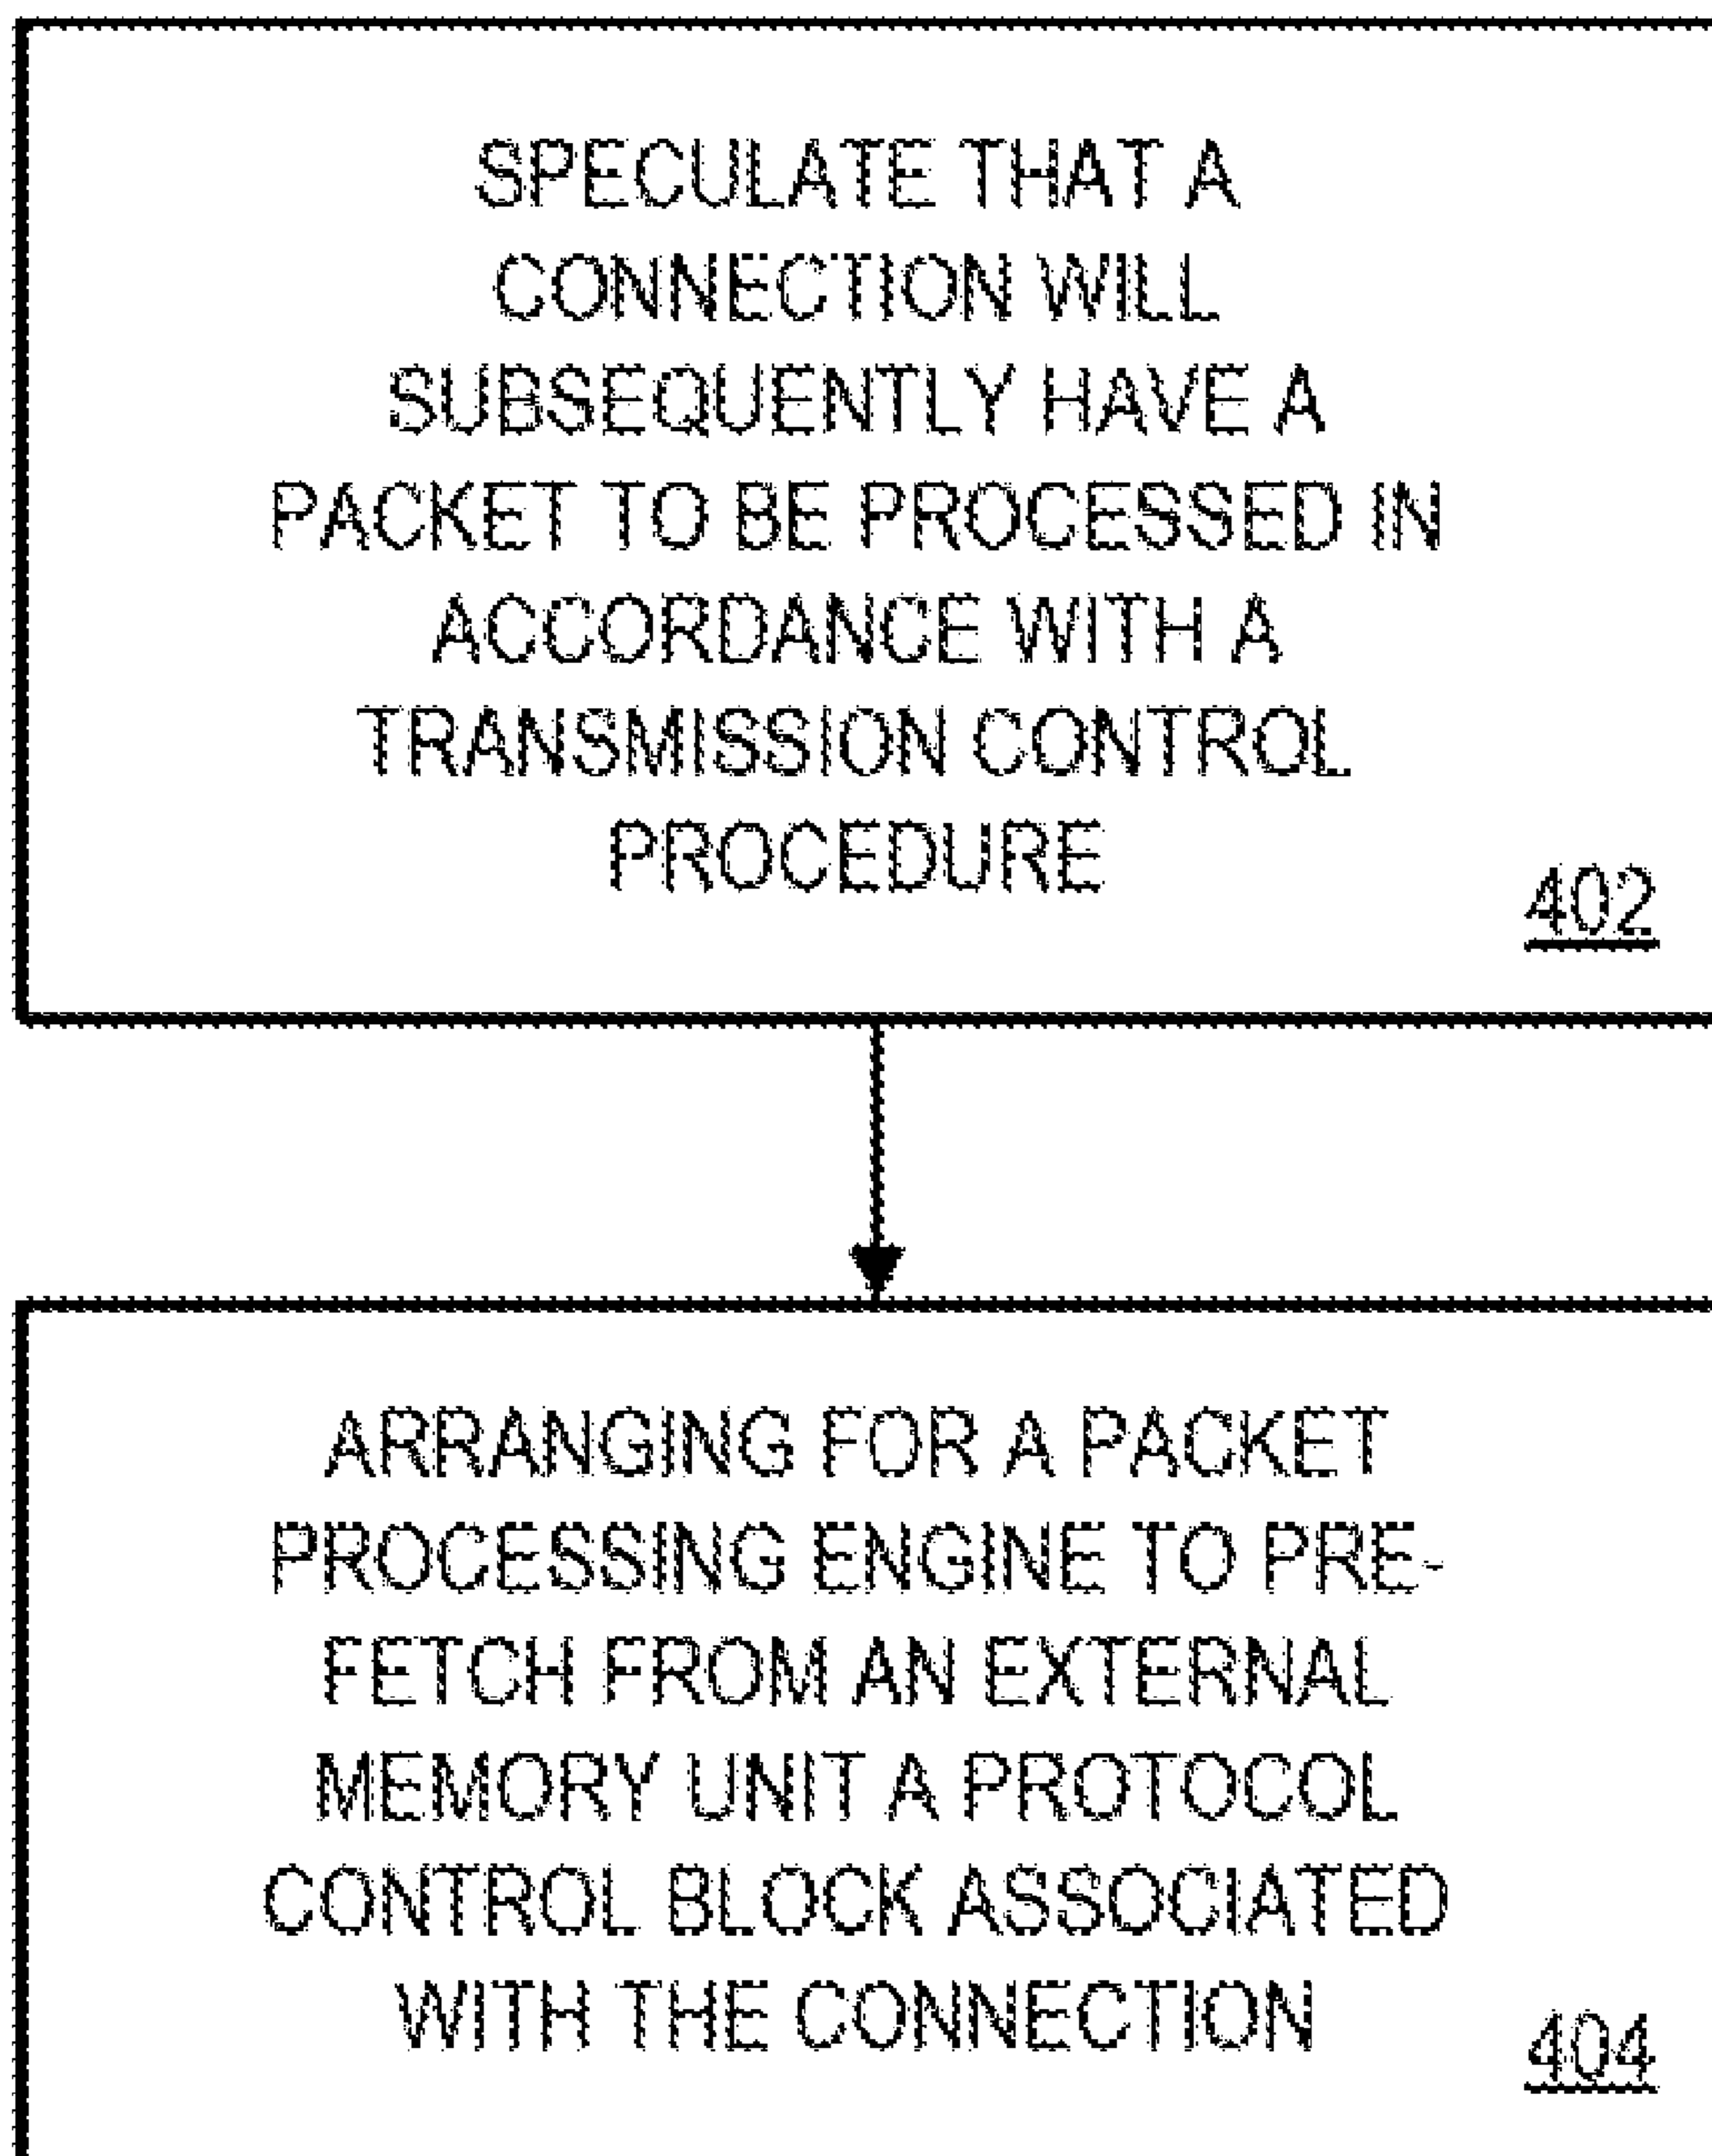 SPECULATE THAT A
CONNECTION WILL
SUBSEQUENTLY HAVE A
PACKET TO BE PROCESSED IN
ACCORDANCE WITH A
TRANSMISSION CONTROL
PROCEDURE
402
ARRANGING FOR A PACKET
PROCESSING ENGINE TO PRE-
FETCH FROM AN EXTERNAL
MEMORY UNIT A PROTOCOL
CONTROL BLOCK ASSOCIATED
WITH THE CONNECTION
404